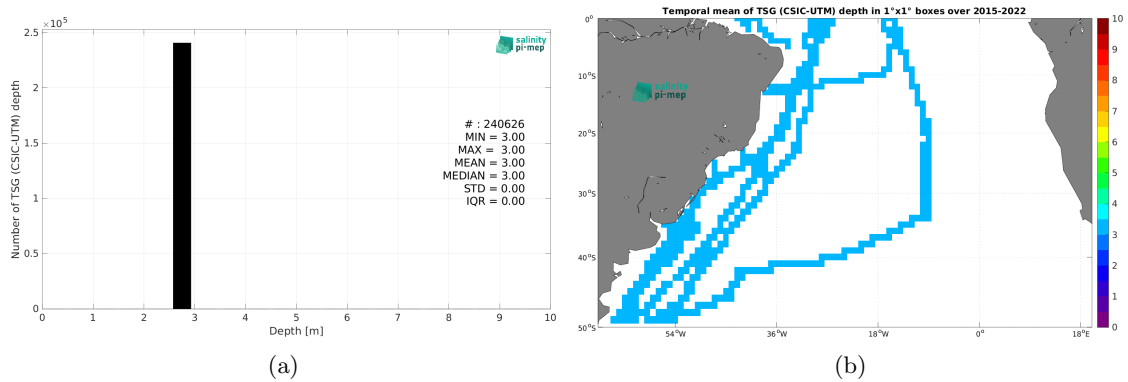 ×10⁵
2.5
2
1.5
1
0.5
0
Number of TSG (CSIC-UTM) depth
salinity
pi-mep
# : 240626
MIN = 3.00
MAX = 3.00
MEAN = 3.00
MEDIAN = 3.00
STD = 0.00
IQR = 0.00
0 1 2 3 4 5 6 7 8 9 10
Depth [m]
(a)
Temporal mean of TSG (CSIC-UTM) depth in 1°x1° boxes over 2015-2022
0°
10°S
20°S
30°S
40°S
50°S
salinity
pi-mep
54°W 36°W 18°W 0° 18°E
10
9
8
7
6
5
4
3
2
1
0
(b)